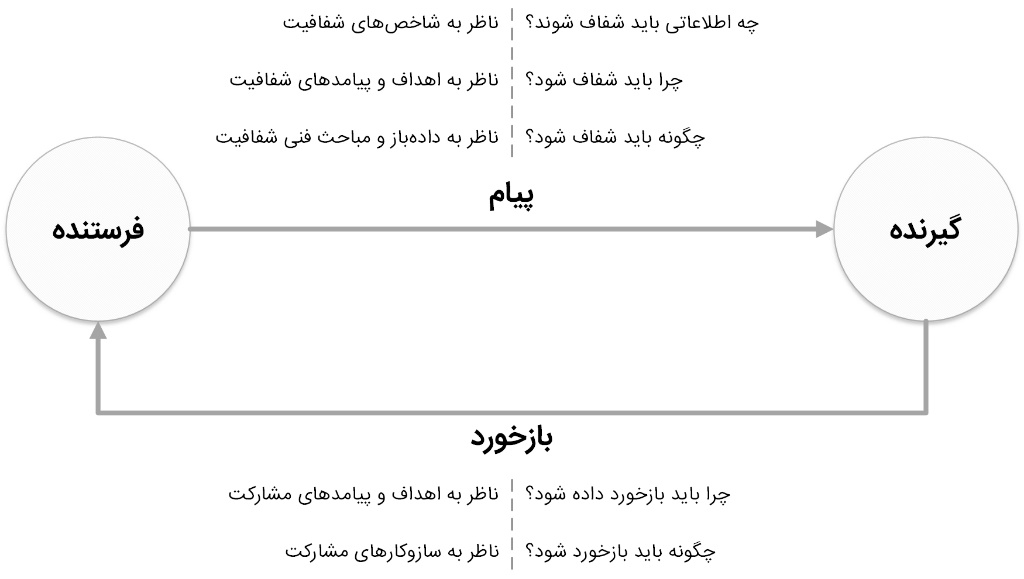 چه اطلاعاتی باید شفاف شوند؟ ناظر به شاخص‌های شفافیت
چرا باید شفاف شود؟ ناظر به اهداف و پیامدهای شفافیت
چگونه باید شفاف شود؟ ناظر به داده‌باز و مباحث فنی شفافیت
پیام
گیرنده
فرستنده
بازخورد
چرا باید بازخورد داده شود؟ ناظر به اهداف و پیامدهای مشارکت
چگونه باید بازخورد شود؟ ناظر به سازوکارهای مشارکت